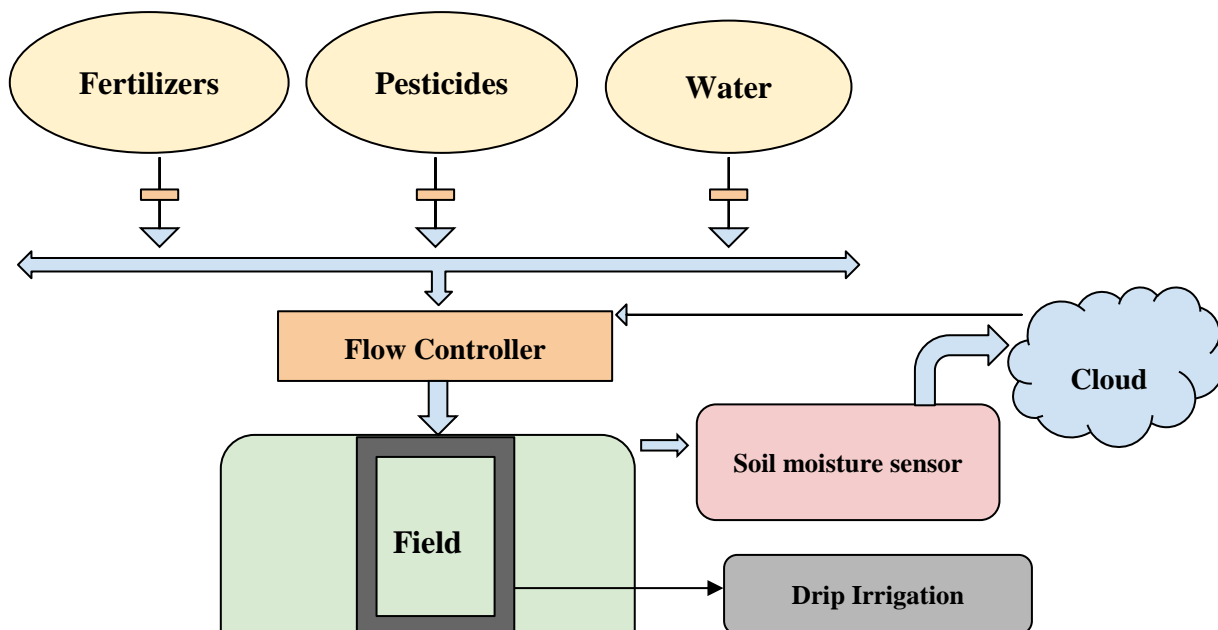 Fertilizers
Pesticides
Water
Flow Controller
Cloud
Soil moisture sensor
Field
Drip Irrigation